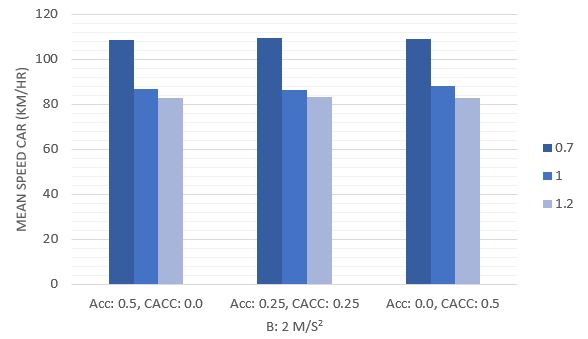 120
100
80
60
40
20
0
MEAN SPEED CAR (KM/HR)
Acc: 0.5, CACC: 0.0
Acc: 0.25, CACC: 0.25
Acc: 0.0, CACC: 0.5
B: 2 M/S²
0.7
1
1.2